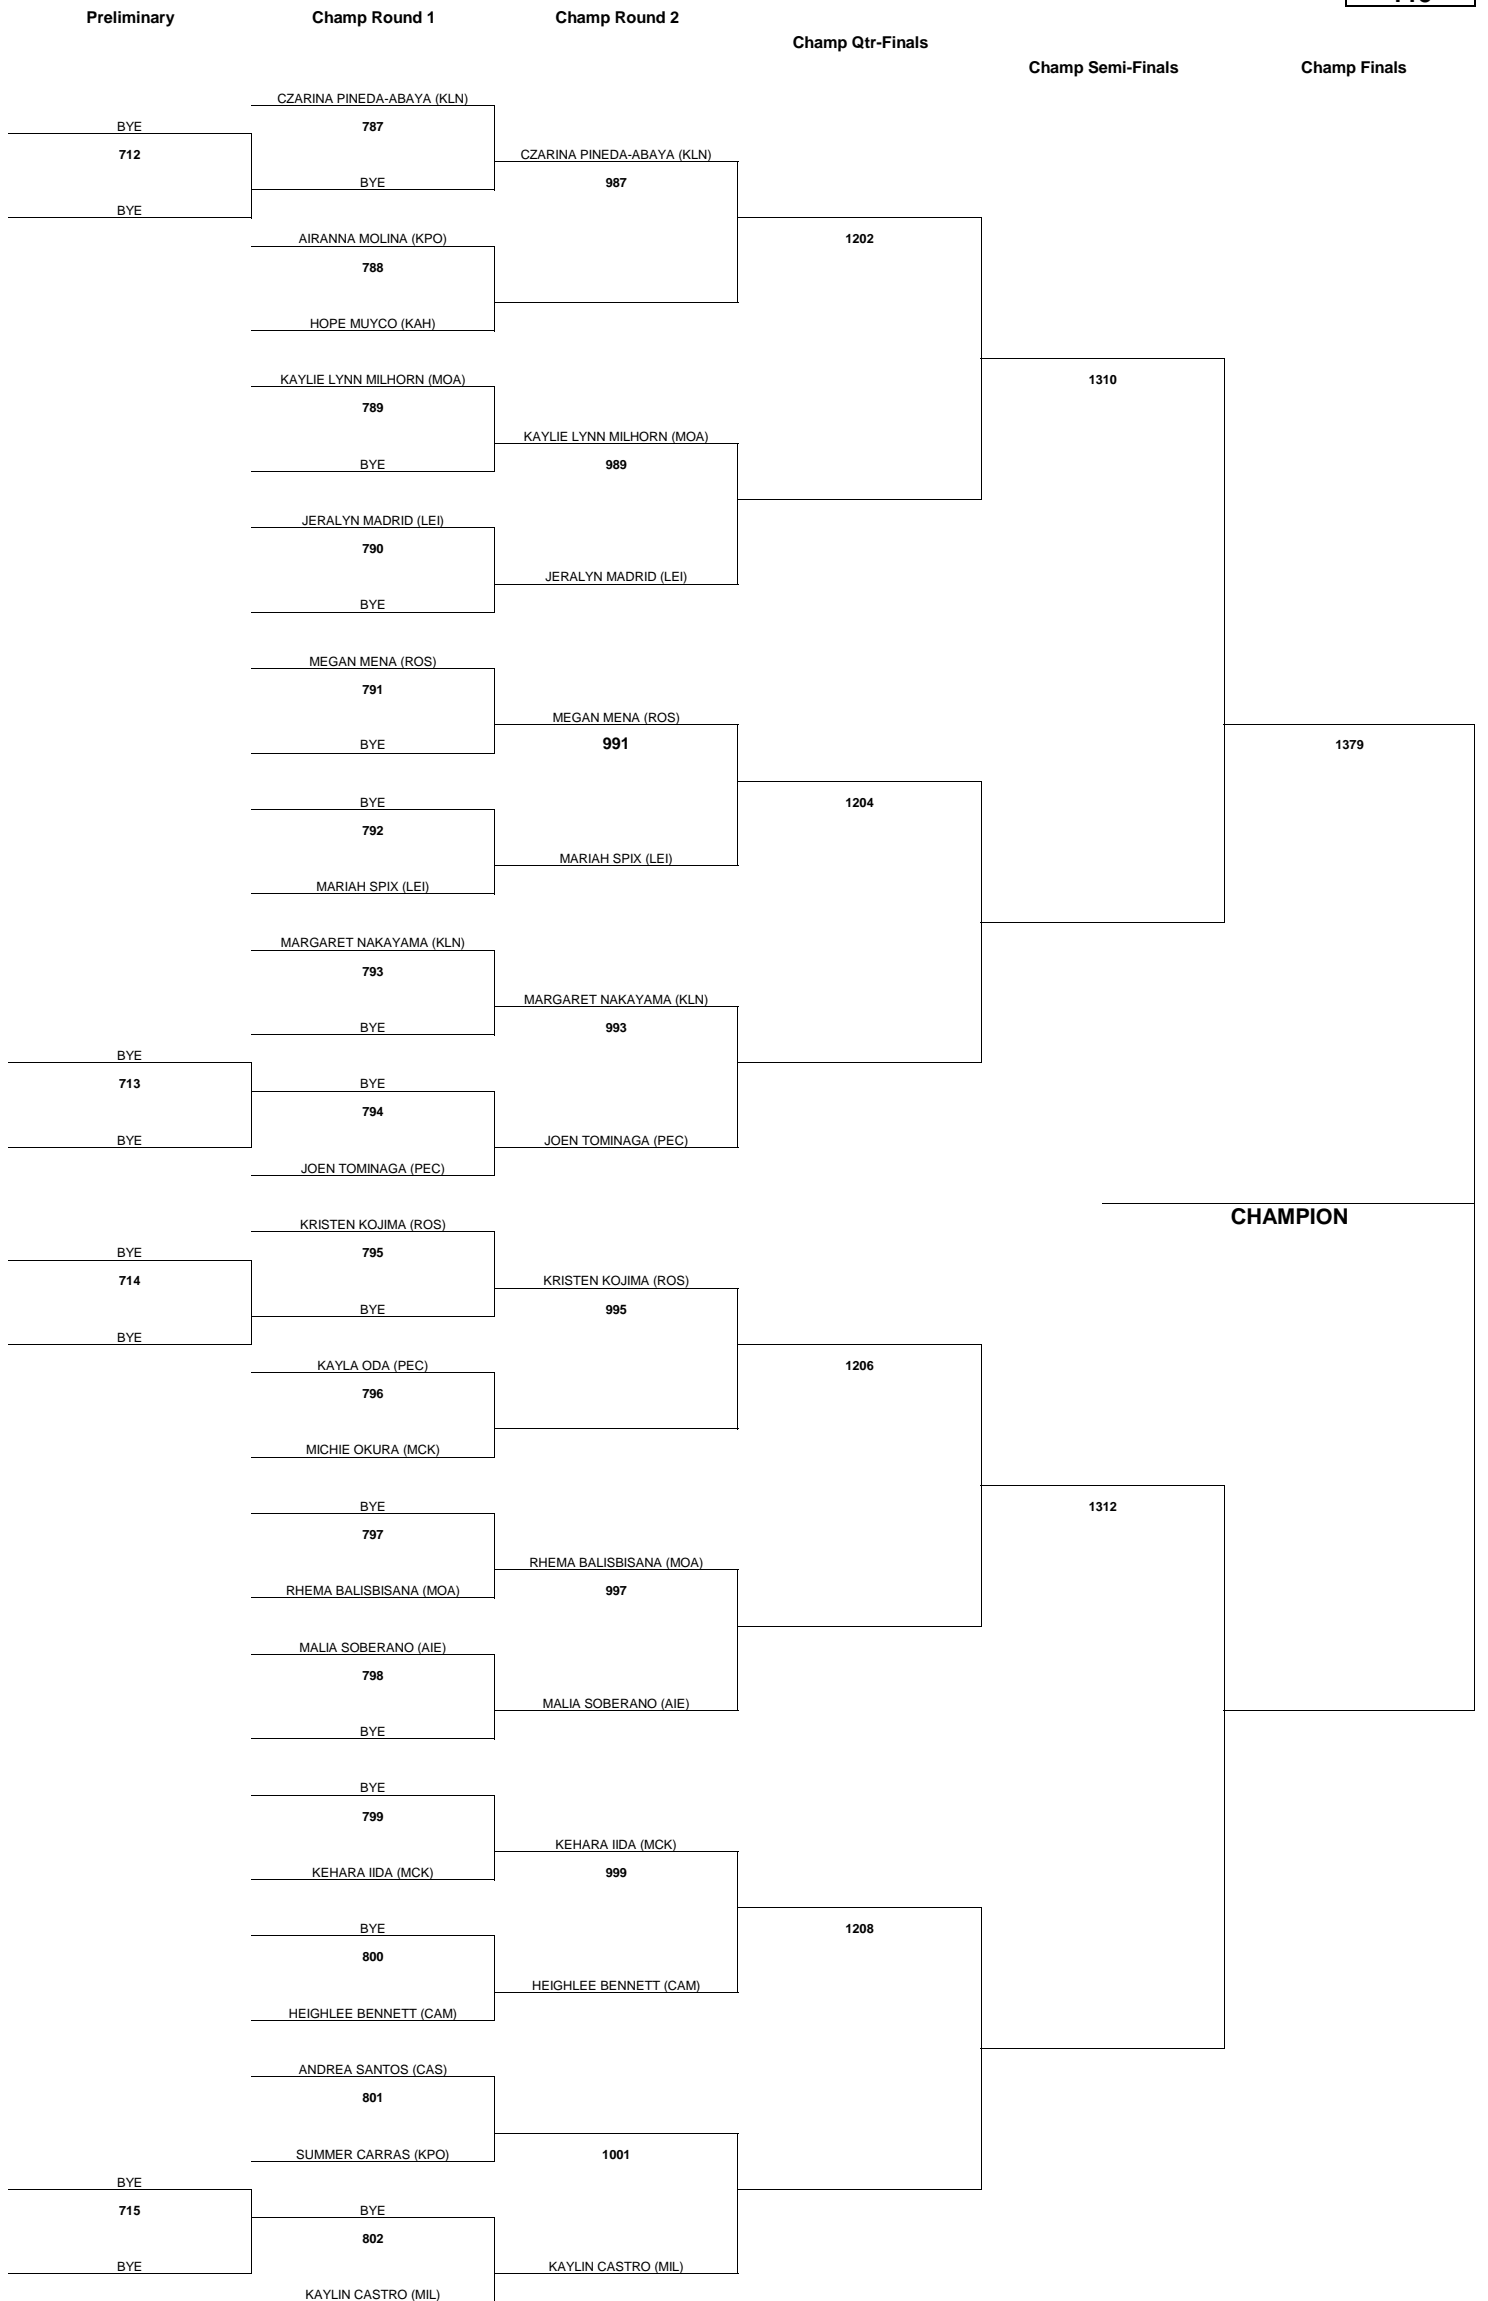 Preliminary
Champ Round 1
Champ Round 2
Champ Qtr-Finals
Champ Semi-Finals
Champ Finals
CZARINA PINEDA-ABAYA (KLN)
BYE
787
712
CZARINA PINEDA-ABAYA (KLN)
BYE
987
BYE
AIRANNA MOLINA (KPO)
1202
788
HOPE MUYCO (KAH)
KAYLIE LYNN MILHORN (MOA)
1310
789
KAYLIE LYNN MILHORN (MOA)
BYE
989
JERALYN MADRID (LEI)
790
JERALYN MADRID (LEI)
BYE
MEGAN MENA (ROS)
791
MEGAN MENA (ROS)
BYE
991
1379
BYE
1204
792
MARIAH SPIX (LEI)
MARIAH SPIX (LEI)
MARGARET NAKAYAMA (KLN)
793
MARGARET NAKAYAMA (KLN)
BYE
993
BYE
713
BYE
794
BYE
JOEN TOMINAGA (PEC)
JOEN TOMINAGA (PEC)
CHAMPION
KRISTEN KOJIMA (ROS)
BYE
795
714
KRISTEN KOJIMA (ROS)
BYE
995
BYE
KAYLA ODA (PEC)
1206
796
MICHIE OKURA (MCK)
BYE
1312
797
RHEMA BALISBISANA (MOA)
RHEMA BALISBISANA (MOA)
997
MALIA SOBERANO (AIE)
798
MALIA SOBERANO (AIE)
BYE
BYE
799
KEHARA IIDA (MCK)
KEHARA IIDA (MCK)
999
BYE
1208
800
HEIGHLEE BENNETT (CAM)
HEIGHLEE BENNETT (CAM)
ANDREA SANTOS (CAS)
801
SUMMER CARRAS (KPO)
1001
BYE
715
BYE
802
BYE
KAYLIN CASTRO (MIL)
KAYLIN CASTRO (MIL)